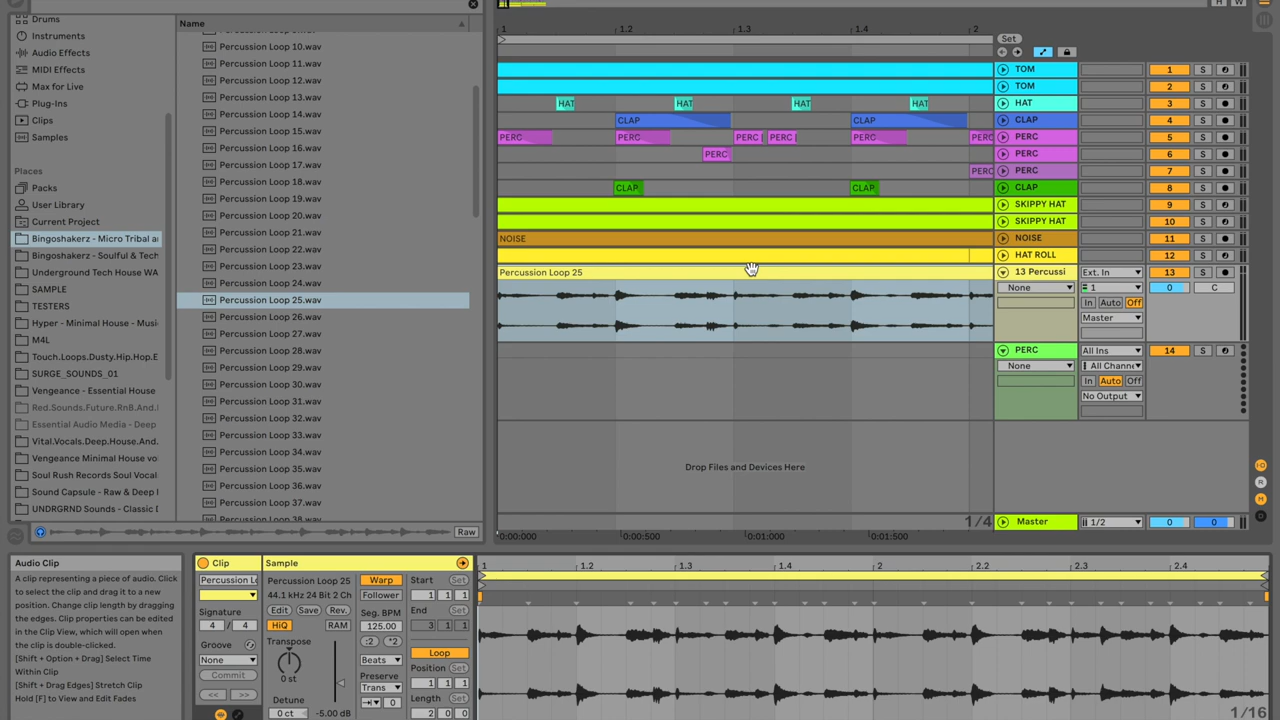 Drums
Instruments
Audio Effects
MIDI Effects
Max for Live
Plug-Ins
Clips
Samples
Places
Packs
User Library
Current Project
Bingoshakerz - Micro Tribal ar
Bingoshakerz - Soulful & Tech
Underground Tech House WA
SAMPLE
TESTERS
Hyper - Minimal House - Music
M4L
Touch.Loops.Dusty.Hip.Hop.E
SURGE_SOUNDS_01
Vengeance - Essential House
Red.Sounds.Future.RnB.And.
Essential Audio Media - Deep
Vital.Vocals.Deep.House.And.
Vengeance Minimal House vo
Soul Rush Records Soul Vocal
Sound Capsule - Raw & Deep I
UNDRGRND Sounds - Classic D
Name
Percussion Loop 10.wav
Percussion Loop 11.wav
Percussion Loop 12.wav
Percussion Loop 13.wav
Percussion Loop 14.wav
Percussion Loop 15.wav
Percussion Loop 16.wav
Percussion Loop 17.wav
Percussion Loop 18.wav
Percussion Loop 19.wav
Percussion Loop 20.wav
Percussion Loop 21.wav
Percussion Loop 22.wav
Percussion Loop 23.wav
Percussion Loop 24.wav
Percussion Loop 25.wav
Percussion Loop 26.wav
Percussion Loop 27.wav
Percussion Loop 28.wav
Percussion Loop 29.wav
Percussion Loop 30.wav
Percussion Loop 31.wav
Percussion Loop 32.wav
Percussion Loop 33.wav
Percussion Loop 34.wav
Percussion Loop 35.wav
Percussion Loop 36.wav
Percussion Loop 37.wav
Percussion Loop 38.wav
Raw
H W
1 1.2 1.3 1.4 2
Set
TOM 1 S
TOM 2 S
HAT HAT HAT HAT HAT 3 S
CLAP CLAP CLAP 4 S
PERC PERC PERC PERC PERC PERC PERC 5 S
PERC PERC 6 S
PERC PERC 7 S
CLAP CLAP CLAP 8 S
SKIPPY HAT 9 S
SKIPPY HAT 10 S
NOISE NOISE 11 S
HAT ROLL 12 S
Percussion Loop 25 13 Percussi Ext. In 13 S
None 1 0 C
In Auto Off
Master
PERC All Ins 14 S
None All Channe
In Auto Off
No Output
Drop Files and Devices Here
1/4 Master 1/2 0 0
0:00:000 0:00:500 0:01:000 0:01:500
Audio Clip
A clip representing a piece of audio. Click
to select the clip and drag it to a new
position. Change clip length by dragging
the edges. Clip properties can be edited
in the Clip View, which will open when
the clip is double-clicked.
[Shift + Option + Drag] Select Time
Within Clip
[Shift + Drag Edges] Stretch Clip
Hold [F] to View and Edit Fades
Clip
Percussion Lo
Signature
4 / 4
Groove
None
Commit
<< >>
Sample
Percussion Loop 25
44.1 kHz 24 Bit 2 Ch
Edit Save Rev.
HiQ RAM
Transpose
0 st
Detune
0 ct -5.00 dB
Warp
Follower
Seg. BPM
125.00
:2 *2
Beats
Preserve
Trans
0
Start Set
1 1 1
End Set
3 1 1
Loop
Position Set
1 1 1
Length Set
2 0 0
1 1.2 1.3 1.4 2 2.2 2.3 2.4
1/16